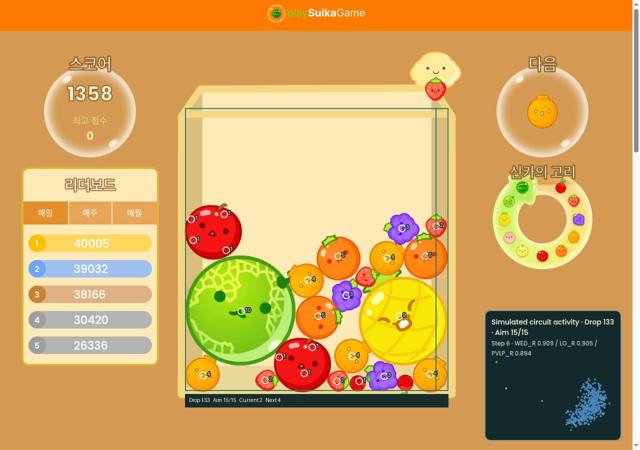 playSuikaGame
스코어
1358
최고 점수
0
다음
산카의 고리
리더보드
매일
매주
매월
1 40005
2 39032
3 38166
4 30420
5 26336
Simulated circuit activity · Drop 133
· Aim 15/15
Step 6 · WED_R 0.909 / LO_R 0.905 /
PVLP_R 0.894
Drop 133 Aim 15/15 Current 2 Next 4